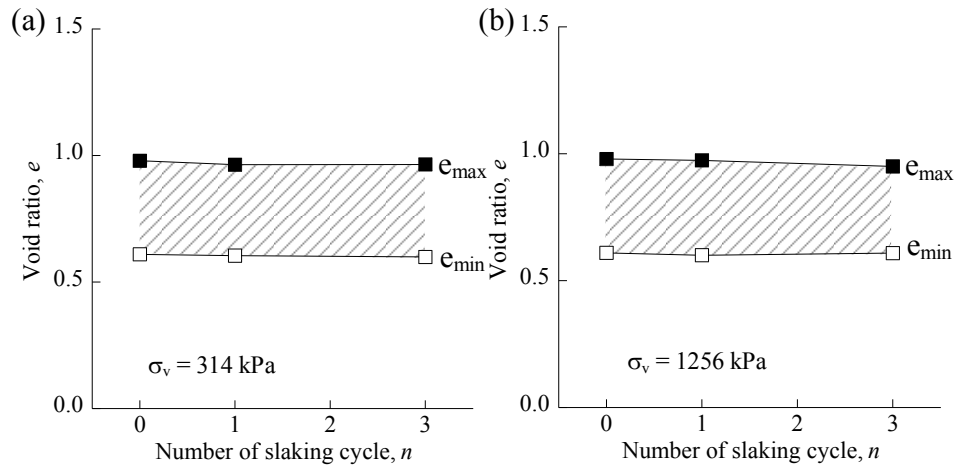 (a)
1.5
1.0
0.5
0.0
Void ratio, e
e_max
e_min
σ_v = 314 kPa
0 1 2 3
Number of slaking cycle, n
(b)
1.5
1.0
0.5
0.0
Void ratio, e
e_max
e_min
σ_v = 1256 kPa
0 1 2 3
Number of slaking cycle, n